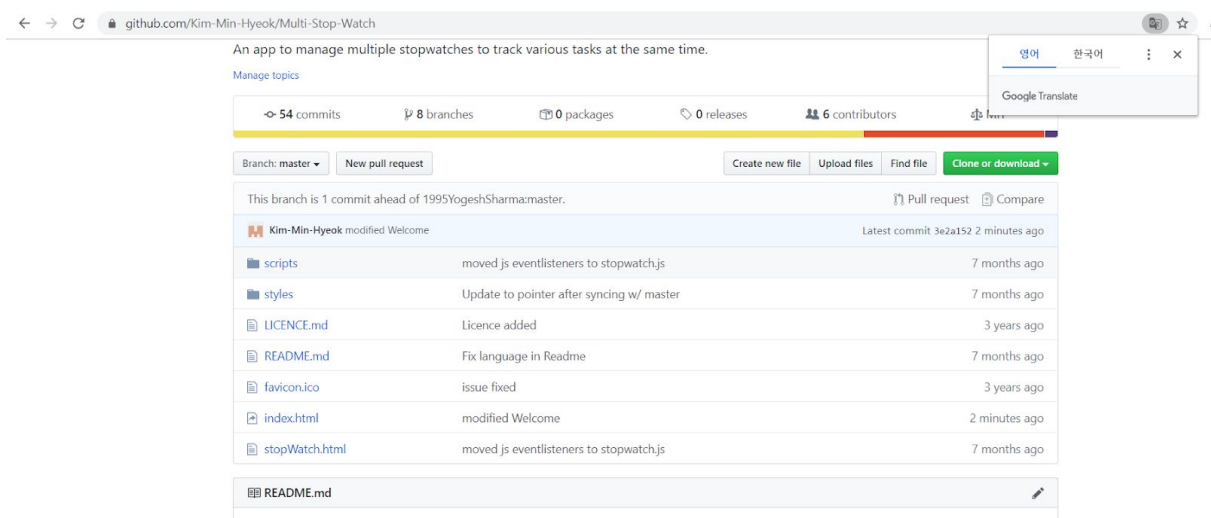 github.com/Kim-Min-Hyeok/Multi-Stop-Watch
An app to manage multiple stopwatches to track various tasks at the same time.
영어 한국어
Manage topics
Google Translate
54 commits 8 branches 0 packages 0 releases 6 contributors
Branch: master New pull request Create new file Upload files Find file Clone or download
This branch is 1 commit ahead of 1995YogeshSharma:master. Pull request Compare
Kim-Min-Hyeok modified Welcome Latest commit 3e2a152 2 minutes ago
scripts moved js eventlisteners to stopwatch.js 7 months ago
styles Update to pointer after syncing w/ master 7 months ago
LICENCE.md Licence added 3 years ago
README.md Fix language in Readme 7 months ago
favicon.ico issue fixed 3 years ago
index.html modified Welcome 2 minutes ago
stopWatch.html moved js eventlisteners to stopwatch.js 7 months ago
README.md